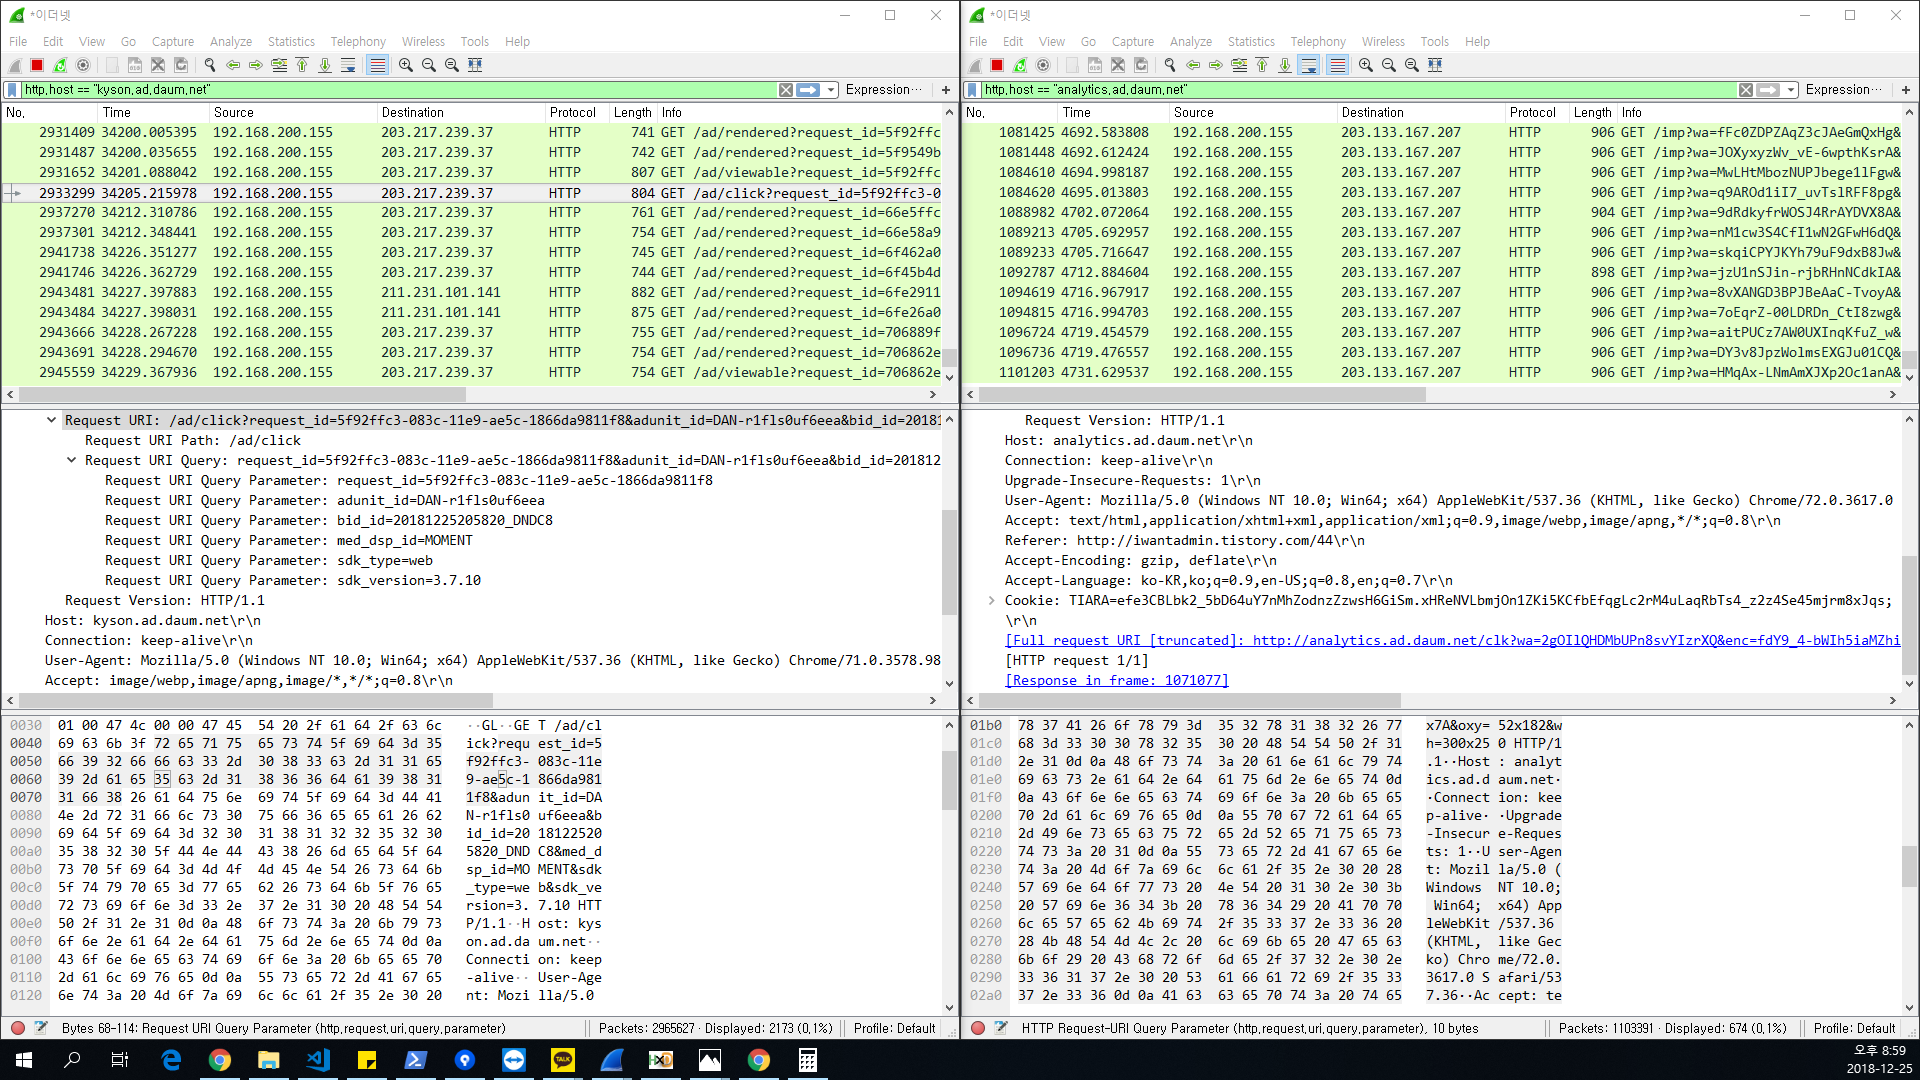 *이더넷
File Edit View Go Capture Analyze Statistics Telephony Wireless Tools Help
http.host == "kyson.ad.daum.net"
Expression…
No. Time Source Destination Protocol Length Info
2931409 34200.005395 192.168.200.155 203.217.239.37 HTTP 741 GET /ad/rendered?request_id=5f92ffc
2931487 34200.035655 192.168.200.155 203.217.239.37 HTTP 742 GET /ad/rendered?request_id=5f9549b
2931652 34201.088042 192.168.200.155 203.217.239.37 HTTP 807 GET /ad/viewable?request_id=5f92ffc
2933299 34205.215978 192.168.200.155 203.217.239.37 HTTP 804 GET /ad/click?request_id=5f92ffc3-0
2937270 34212.310786 192.168.200.155 203.217.239.37 HTTP 761 GET /ad/rendered?request_id=66e5ffc
2937301 34212.348441 192.168.200.155 203.217.239.37 HTTP 754 GET /ad/rendered?request_id=66e58a9
2941738 34226.351277 192.168.200.155 203.217.239.37 HTTP 745 GET /ad/rendered?request_id=6f462a0
2941746 34226.362729 192.168.200.155 203.217.239.37 HTTP 744 GET /ad/rendered?request_id=6f45b4d
2943481 34227.397883 192.168.200.155 211.231.101.141 HTTP 882 GET /ad/rendered?request_id=6fe2911
2943484 34227.398031 192.168.200.155 211.231.101.141 HTTP 875 GET /ad/rendered?request_id=6fe26a0
2943666 34228.267228 192.168.200.155 203.217.239.37 HTTP 755 GET /ad/rendered?request_id=706889f
2943691 34228.294670 192.168.200.155 203.217.239.37 HTTP 754 GET /ad/rendered?request_id=706862e
2945559 34229.367936 192.168.200.155 203.217.239.37 HTTP 754 GET /ad/viewable?request_id=706862e
Request URI: /ad/click?request_id=5f92ffc3-083c-11e9-ae5c-1866da9811f8&adunit_id=DAN-r1fls0uf6eea&bid_id=20181
Request URI Path: /ad/click
Request URI Query: request_id=5f92ffc3-083c-11e9-ae5c-1866da9811f8&adunit_id=DAN-r1fls0uf6eea&bid_id=201812
Request URI Query Parameter: request_id=5f92ffc3-083c-11e9-ae5c-1866da9811f8
Request URI Query Parameter: adunit_id=DAN-r1fls0uf6eea
Request URI Query Parameter: bid_id=20181225205820_DNDC8
Request URI Query Parameter: med_dsp_id=MOMENT
Request URI Query Parameter: sdk_type=web
Request URI Query Parameter: sdk_version=3.7.10
Request Version: HTTP/1.1
Host: kyson.ad.daum.net\r\n
Connection: keep-alive\r\n
User-Agent: Mozilla/5.0 (Windows NT 10.0; Win64; x64) AppleWebKit/537.36 (KHTML, like Gecko) Chrome/71.0.3578.98
Accept: image/webp,image/apng,image/*,*/*;q=0.8\r\n
0030 01 00 47 4c 00 00 47 45 54 20 2f 61 64 2f 63 6c ··GL··GE T /ad/cl
0040 69 63 6b 3f 72 65 71 75 65 73 74 5f 69 64 3d 35 ick?requ est_id=5
0050 66 39 32 66 66 63 33 2d 30 38 33 63 2d 31 31 65 f92ffc3- 083c-11e
0060 39 2d 61 65 35 63 2d 31 38 36 36 64 61 39 38 31 9-ae5c-1 866da981
0070 31 66 38 26 61 64 75 6e 69 74 5f 69 64 3d 44 41 1f8&adun it_id=DA
0080 4e 2d 72 31 66 6c 73 30 75 66 36 65 65 61 26 62 N-r1fls0 uf6eea&b
0090 69 64 5f 69 64 3d 32 30 31 38 31 32 32 35 32 30 id_id=20 18122520
00a0 35 38 32 30 5f 44 4e 44 43 38 26 6d 65 64 5f 64 5820_DND C8&med_d
00b0 73 70 5f 69 64 3d 4d 4f 4d 45 4e 54 26 73 64 6b sp_id=MO MENT&sdk
00c0 5f 74 79 70 65 3d 77 65 62 26 73 64 6b 5f 76 65 _type=we b&sdk_ve
00d0 72 73 69 6f 6e 3d 33 2e 37 2e 31 30 20 48 54 54 rsion=3. 7.10 HTT
00e0 50 2f 31 2e 31 0d 0a 48 6f 73 74 3a 20 6b 79 73 P/1.1··H ost: kys
00f0 6f 6e 2e 61 64 2e 64 61 75 6d 2e 6e 65 74 0d 0a on.ad.da um.net··
0100 43 6f 6e 6e 65 63 74 69 6f 6e 3a 20 6b 65 65 70 Connecti on: keep
0110 2d 61 6c 69 76 65 0d 0a 55 73 65 72 2d 41 67 65 -alive·· User-Age
0120 6e 74 3a 20 4d 6f 7a 69 6c 6c 61 2f 35 2e 30 20 nt: Mozi lla/5.0
Bytes 68-114: Request URI Query Parameter (http.request.uri.query.parameter)
Packets: 2965627 · Displayed: 2173 (0.1%)
Profile: Default
*이더넷
File Edit View Go Capture Analyze Statistics Telephony Wireless Tools Help
http.host == "analytics.ad.daum.net"
Expression…
No. Time Source Destination Protocol Length Info
1081425 4692.583808 192.168.200.155 203.133.167.207 HTTP 906 GET /imp?wa=fFc0ZDPZAqZ3cJAeGmQxHg&
1081448 4692.612424 192.168.200.155 203.133.167.207 HTTP 906 GET /imp?wa=JOXyxyzWv_vE-6wpthKsrA&
1084610 4694.998187 192.168.200.155 203.133.167.207 HTTP 906 GET /imp?wa=MwLHtMbozNUPJbege1lFgw&
1084620 4695.013803 192.168.200.155 203.133.167.207 HTTP 906 GET /imp?wa=q9AROd1iI7_uvTslRFF8pg&
1088982 4702.072064 192.168.200.155 203.133.167.207 HTTP 904 GET /imp?wa=9dRdkyfrWOSJ4RrAYDVX8A&
1089213 4705.692957 192.168.200.155 203.133.167.207 HTTP 906 GET /imp?wa=nM1cw3S4CfI1wN2GFwH6dQ&
1089233 4705.716647 192.168.200.155 203.133.167.207 HTTP 906 GET /imp?wa=skqiCPYJKYh79uF9dxB8Jw&
1092787 4712.884604 192.168.200.155 203.133.167.207 HTTP 898 GET /imp?wa=jzU1nSJin-rjbRHnNCdkIA&
1094619 4716.967917 192.168.200.155 203.133.167.207 HTTP 906 GET /imp?wa=8vXANGD3BPJBeAaC-TvoyA&
1094815 4716.994703 192.168.200.155 203.133.167.207 HTTP 906 GET /imp?wa=7oEqrZ-00LDRDn_CtI8zwg&
1096724 4719.454579 192.168.200.155 203.133.167.207 HTTP 906 GET /imp?wa=aitPUCz7AW0UXInqKfuZ_w&
1096736 4719.476557 192.168.200.155 203.133.167.207 HTTP 906 GET /imp?wa=DY3v8JpzWolmsEXGJu01CQ&
1101203 4731.629537 192.168.200.155 203.133.167.207 HTTP 906 GET /imp?wa=HMqAx-LNmAmXJXp2Oc1anA&
Request Version: HTTP/1.1
Host: analytics.ad.daum.net\r\n
Connection: keep-alive\r\n
Upgrade-Insecure-Requests: 1\r\n
User-Agent: Mozilla/5.0 (Windows NT 10.0; Win64; x64) AppleWebKit/537.36 (KHTML, like Gecko) Chrome/72.0.3617.0
Accept: text/html,application/xhtml+xml,application/xml;q=0.9,image/webp,image/apng,*/*;q=0.8\r\n
Referer: http://iwantadmin.tistory.com/44\r\n
Accept-Encoding: gzip, deflate\r\n
Accept-Language: ko-KR,ko;q=0.9,en-US;q=0.8,en;q=0.7\r\n
Cookie: TIARA=efe3CBLbk2_5bD64uY7nMhZodnzZzwsH6GiSm.xHReNVLbmjOn1ZKi5KCfbEfqgLc2rM4uLaqRbTs4_z2z4Se45mjrm8xJqs;
\r\n
[Full request URI [truncated]: http://analytics.ad.daum.net/clk?wa=2gOIlQHDMbUPn8svYIzrXQ&enc=fdY9_4-bWIh5iaMZhi
[HTTP request 1/1]
[Response in frame: 1071077]
01b0 78 37 41 26 6f 78 79 3d 35 32 78 31 38 32 26 77 x7A&oxy= 52x182&w
01c0 68 3d 33 30 30 78 32 35 30 20 48 54 54 50 2f 31 h=300x25 0 HTTP/1
01d0 2e 31 0d 0a 48 6f 73 74 3a 20 61 6e 61 6c 79 74 .1··Host : analyt
01e0 69 63 73 2e 61 64 2e 64 61 75 6d 2e 6e 65 74 0d ics.ad.d aum.net·
01f0 0a 43 6f 6e 6e 65 63 74 69 6f 6e 3a 20 6b 65 65 ·Connect ion: kee
0200 70 2d 61 6c 69 76 65 0d 0a 55 70 67 72 61 64 65 p-alive· ·Upgrade
0210 2d 49 6e 73 65 63 75 72 65 2d 52 65 71 75 65 73 -Insecur e-Reques
0220 74 73 3a 20 31 0d 0a 55 73 65 72 2d 41 67 65 6e ts: 1··U ser-Agen
0230 74 3a 20 4d 6f 7a 69 6c 6c 61 2f 35 2e 30 20 28 t: Mozil la/5.0 (
0240 57 69 6e 64 6f 77 73 20 4e 54 20 31 30 2e 30 3b Windows  NT 10.0;
0250 20 57 69 6e 36 34 3b 20 78 36 34 29 20 41 70 70 Win64; x64) App
0260 6c 65 57 65 62 4b 69 74 2f 35 33 37 2e 33 36 20 leWebKit /537.36
0270 28 4b 48 54 4d 4c 2c 20 6c 69 6b 65 20 47 65 63 (KHTML, like Gec
0280 6b 6f 29 20 43 68 72 6f 6d 65 2f 37 32 2e 30 2e ko) Chro me/72.0.
0290 33 36 31 37 2e 30 20 53 61 66 61 72 69 2f 35 33 3617.0 S afari/53
02a0 37 2e 33 36 0d 0a 41 63 63 65 70 74 3a 20 74 65 7.36··Ac cept: te
HTTP Request-URI Query Parameter (http.request.uri.query.parameter), 10 bytes
Packets: 1103391 · Displayed: 674 (0.1%)
Profile: Default
TALK
HXD
오후 8:59
2018-12-25